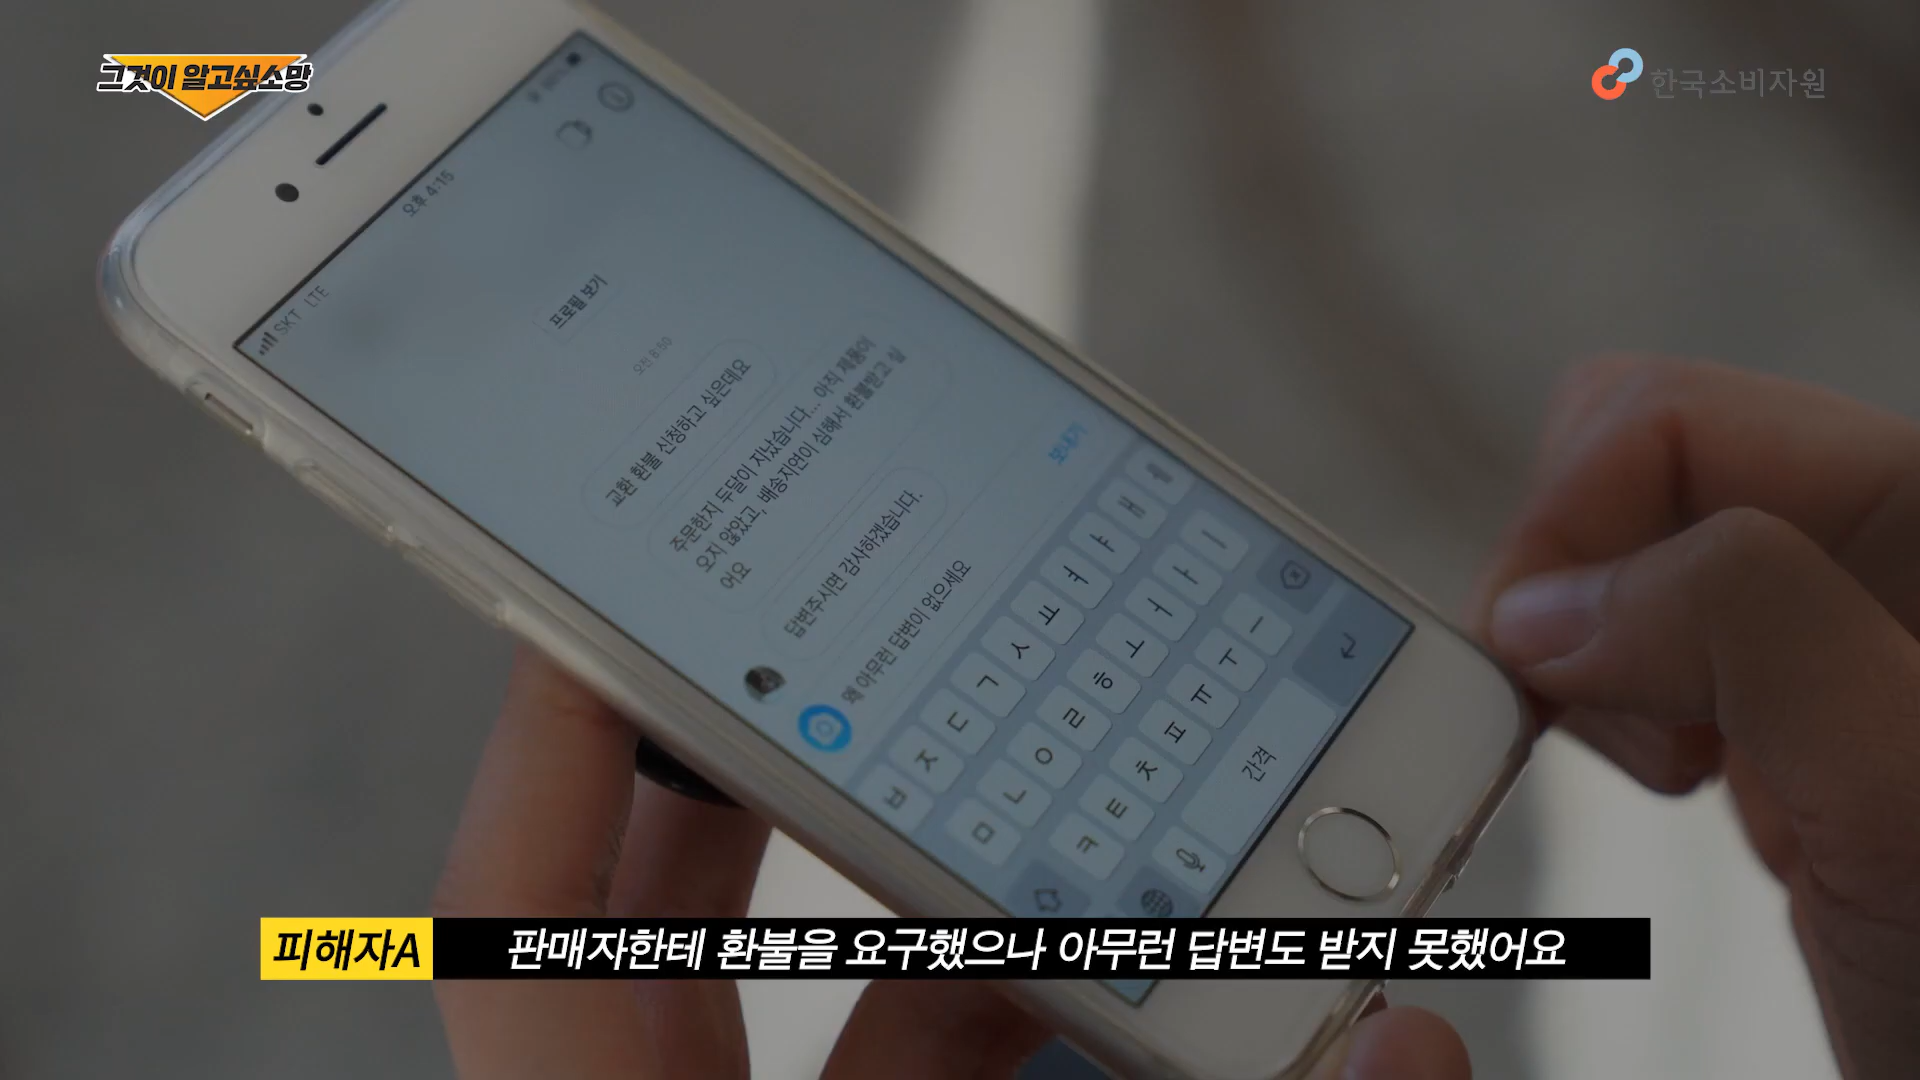 그것이 알고싶소망
한국소비자원
SKT LTE
오후 4:15
프로필 보기
오전 8:50
교환 환불 신청하고 싶은데요
주문한지 두달이 지났습니다... 아직 제품이
오지 않았고, 배송지연이 심해서 환불받고 싶
어요
답변주시면 감사하겠습니다.
왜 아무런 답변이 없으세요
보내기
ㅂ ㅈ ㄷ ㄱ ㅅ ㅛ ㅕ ㅑ ㅐ ㅔ
ㅁ ㄴ ㅇ ㄹ ㅎ ㅗ ㅓ ㅏ ㅣ
ㅋ ㅌ ㅊ ㅍ ㅠ ㅜ ㅡ
간격
피해자A
판매자한테 환불을 요구했으나 아무런 답변도 받지 못했어요